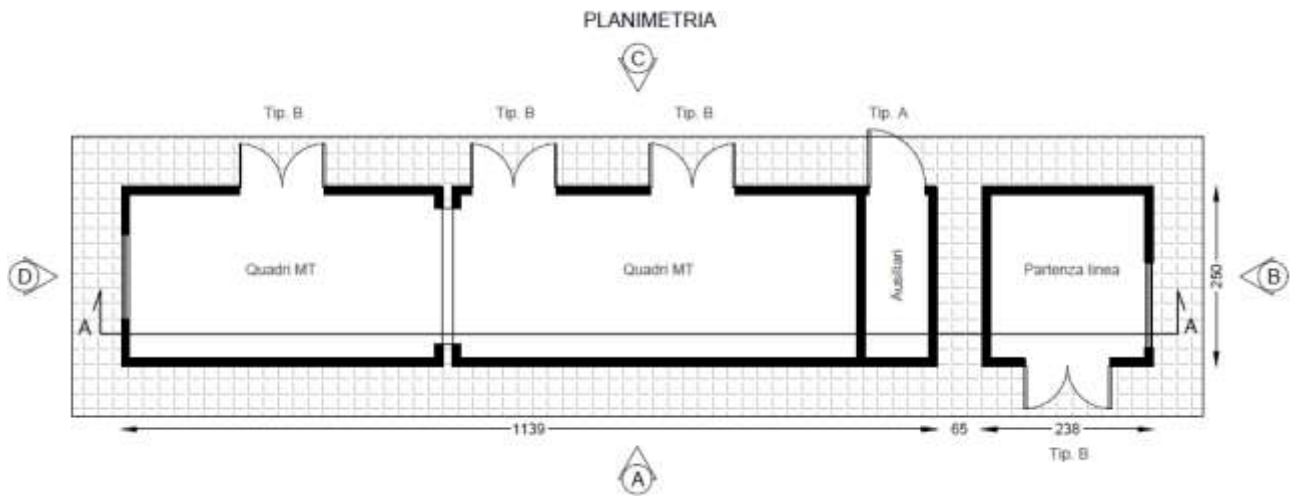 PLANIMETRIA
C
Tip. B
Tip. B
Tip. B
Tip. A
Quadri MT
Quadri MT
Ausiliari
Partenza linea
D
B
250
A
A
1139
65
238
Tip. B
A